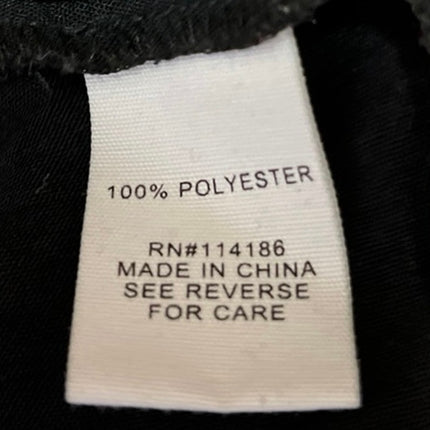 100% POLYESTER
RN#114186
MADE IN CHINA
SEE REVERSE
FOR CARE